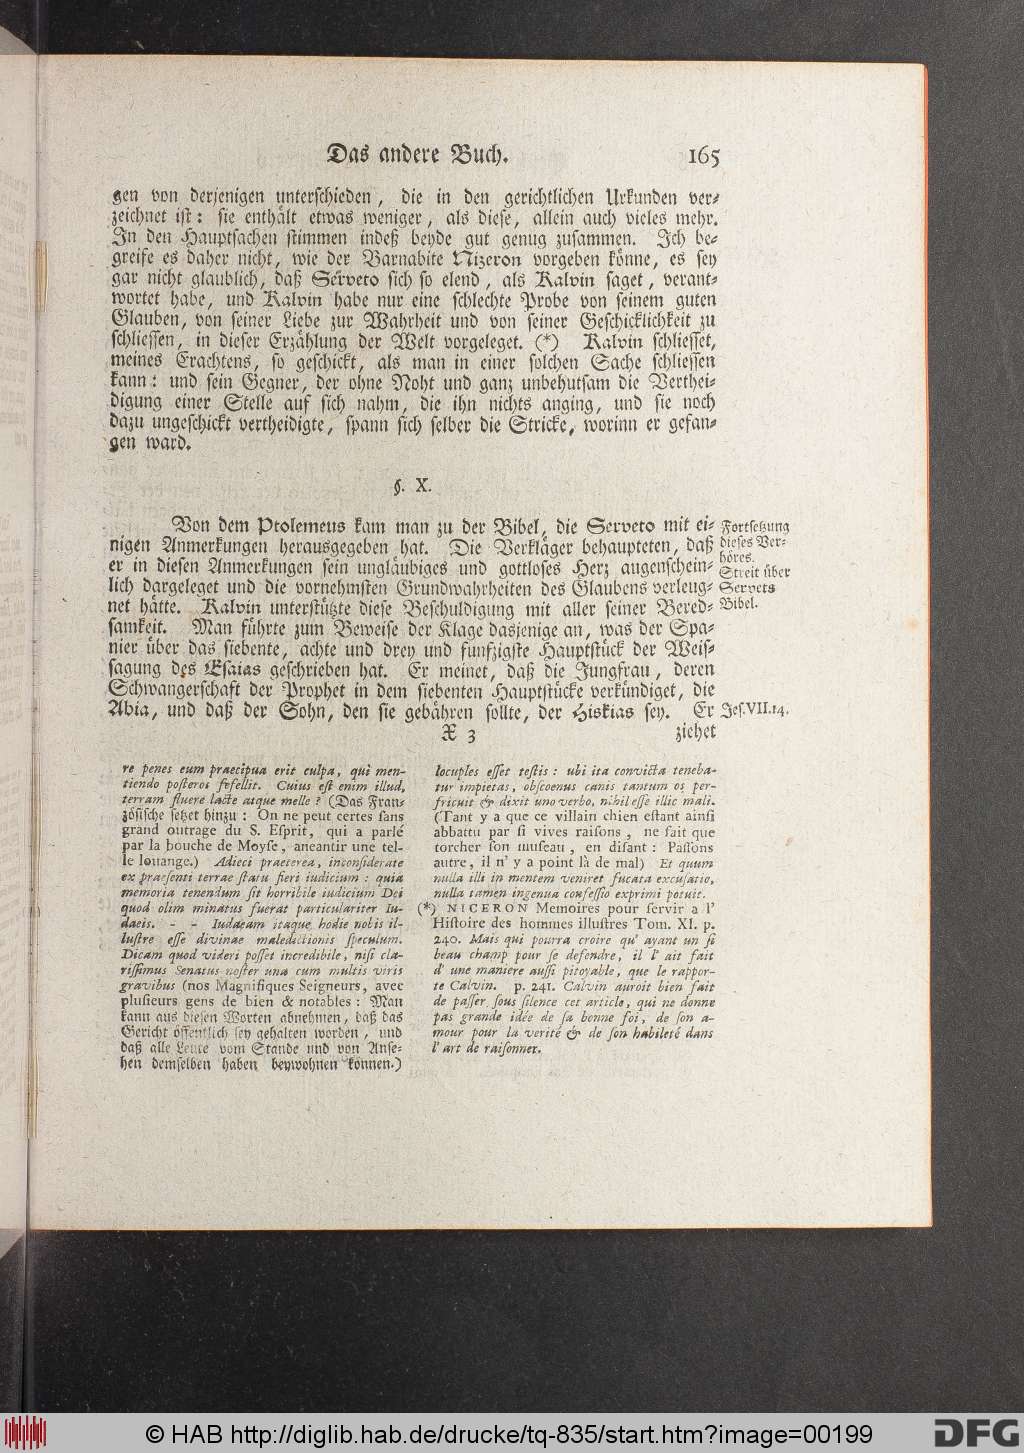 Das andere Buch. 165
gen von derjenigen unterschieden, die in den gerichtlichen Urkunden ver-
zeichnet ist: sie enthält etwas weniger, als diese, allein auch vieles mehr.
In den Hauptsachen stimmen indeß beyde gut genug zusammen. Ich be-
greife es daher nicht, wie der Barnabite Nizeron vorgeben könne, es sey
gar nicht glaublich, daß Serveto sich so elend, als Kalvin saget, verant-
wortet habe, und Kalvin habe nur eine schlechte Probe von seinem guten
Glauben, von seiner Liebe zur Wahrheit und von seiner Geschicklichkeit zu
schliessen, in dieser Erzählung der Welt vorgeleget. (*) Kalvin schliesset,
meines Erachtens, so geschickt, als man in einer solchen Sache schliessen
kann: und sein Gegner, der ohne Noht und ganz unbehutsam die Verthei-
digung einer Stelle auf sich nahm, die ihn nichts anging, und sie noch
dazu ungeschickt vertheidigte, spann sich selber die Stricke, worinn er gefan-
gen ward.
§. X.
Von dem Ptolemeus kam man zu der Bibel, die Serveto mit ei-
nigen Anmerkungen herausgegeben hat. Die Verkläger behaupteten, daß
er in diesen Anmerkungen sein ungläubiges und gottloses Herz augenschein-
lich dargeleget und die vornehmsten Grundwahrheiten des Glaubens verleug-
net hätte. Kalvin unterstützte diese Beschuldigung mit aller seiner Bered-
samkeit. Man führte zum Beweise der Klage dasjenige an, was der Spa-
nier über das siebente, achte und drey und funfzigste Hauptstück der Weis-
sagung des Esaias geschrieben hat. Er meinet, daß die Jungfrau, deren
Schwangerschaft der Prophet in dem siebenten Hauptstücke verkündiget, die
Abia, und daß der Sohn, den sie gebähren sollte, der Hiskias sey. Er
X 3 ziehet
Fortsetzung
dieses Ver-
höres.
Streit über
Servets
Bibel.
Jes. VII. 14.
re penes eum praecipua erit culpa, qui men-
tiendo posteros fefellit. Cuius est enim illud,
terram fluere lacte atque melle? (Das Fran-
zösische setzet hinzu: On ne peut certes sans
grand outrage du S. Esprit, qui a parlé
par la bouche de Moyse, aneantir une tel-
le louange.) Adieci praeterea, inconsiderate
ex praesenti terrae statu fieri iudicium: quia
memoria tenendum sit horribile iudicium Dei
quod olim minatus fuerat particulariter Iu-
daeis. - - Iudaeam itaque hodie nobis il-
lustre esse divinae maledictionis speculum.
Dicam quod videri posset incredibile, nisi cla-
rissimus Senatus noster una cum multis viris
gravibus (nos Magnifiques Seigneurs, avec
plusieurs gens de bien & notables: Man
kann aus diesen Worten abnehmen, daß das
Gericht öffentlich sey gehalten worden, und
daß alle Leute vom Stande und von Anse-
hen demselben haben beywohnen können.)
locuples esset testis: ubi ita convicta teneba-
tur impietas, obscoenus canis tantum os per-
fricuit & dixit uno verbo, nihil esse illic mali.
(Tant y a que ce villain chien estant ainsi
abbattu par si vives raisons, ne fait que
torcher son museau, en disant: Passons
autre, il n' y a point là de mal) Et quum
nulla illi in mentem veniret fucata excusatio,
nulla tamen ingenua confessio exprimi potuit.
(*) NICERON Memoires pour servir a l'
Histoire des hommes illustres Tom. XI. p.
240. Mais qui pourra croire qu' ayant un si
beau champ pour se defendre, il l' ait fait
d' une maniere aussi pitoyable, que le rappor-
te Calvin. p. 241. Calvin auroit bien fait
de passer sous silence cet article, qui ne donne
pas grande idée de sa bonne foi, de son a-
mour pour la verité & de son habileté dans
l' art de raisonner.
© HAB http://diglib.hab.de/drucke/tq-835/start.htm?image=00199
DFG